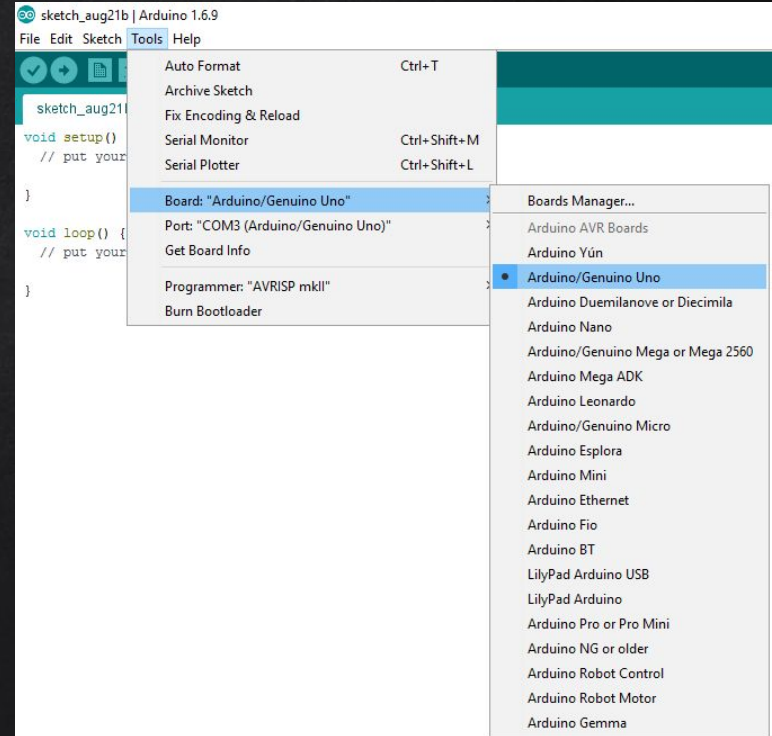 sketch_aug21b | Arduino 1.6.9
File Edit Sketch Tools Help
sketch_aug21
void setup()
// put your
}
void loop() {
// put your
}
Auto Format Ctrl+T
Archive Sketch
Fix Encoding & Reload
Serial Monitor Ctrl+Shift+M
Serial Plotter Ctrl+Shift+L
Board: "Arduino/Genuino Uno"
Port: "COM3 (Arduino/Genuino Uno)"
Get Board Info
Programmer: "AVRISP mkII"
Burn Bootloader
Boards Manager...
Arduino AVR Boards
Arduino Yún
Arduino/Genuino Uno
Arduino Duemilanove or Diecimila
Arduino Nano
Arduino/Genuino Mega or Mega 2560
Arduino Mega ADK
Arduino Leonardo
Arduino/Genuino Micro
Arduino Esplora
Arduino Mini
Arduino Ethernet
Arduino Fio
Arduino BT
LilyPad Arduino USB
LilyPad Arduino
Arduino Pro or Pro Mini
Arduino NG or older
Arduino Robot Control
Arduino Robot Motor
Arduino Gemma